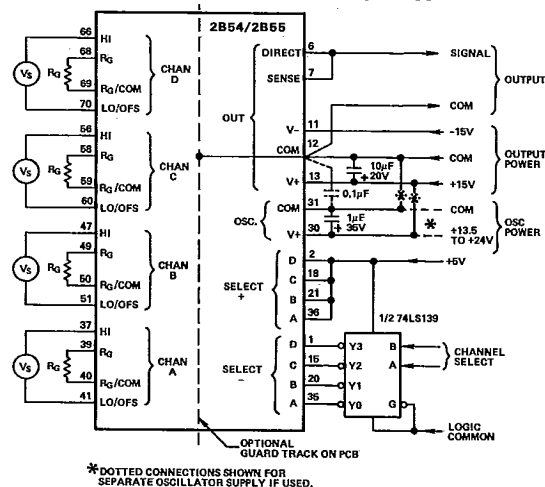 2B54/2B55
66 HI
68 RG
69 RG/COM
70 LO/OFS
VS RG
CHAN D
56 HI
58 RG
59 RG/COM
60 LO/OFS
VS RG
CHAN C
47 HI
49 RG
50 RG/COM
51 LO/OFS
VS RG
CHAN B
37 HI
39 RG
40 RG/COM
41 LO/OFS
VS RG
CHAN A
OUT
DIRECT 6
SENSE 7
V– 11
COM 12
V+ 13
OSC.
COM 31
V+ 30
SELECT +
D 2
C 18
B 21
A 36
SELECT –
D 1
C 16
B 20
A 35
SIGNAL
COM
OUTPUT
–15V
COM
+15V
OUTPUT POWER
10µF
+ 20V
0.1µF
1µF
+ 35V
*
COM
+13.5 TO +24V
OSC POWER
+5V
1/2 74LS139
Y3 B
Y2 A
Y1
Y0 G
CHANNEL SELECT
LOGIC COMMON
OPTIONAL
GUARD TRACK ON PCB
*DOTTED CONNECTIONS SHOWN FOR
SEPARATE OSCILLATOR SUPPLY IF USED.